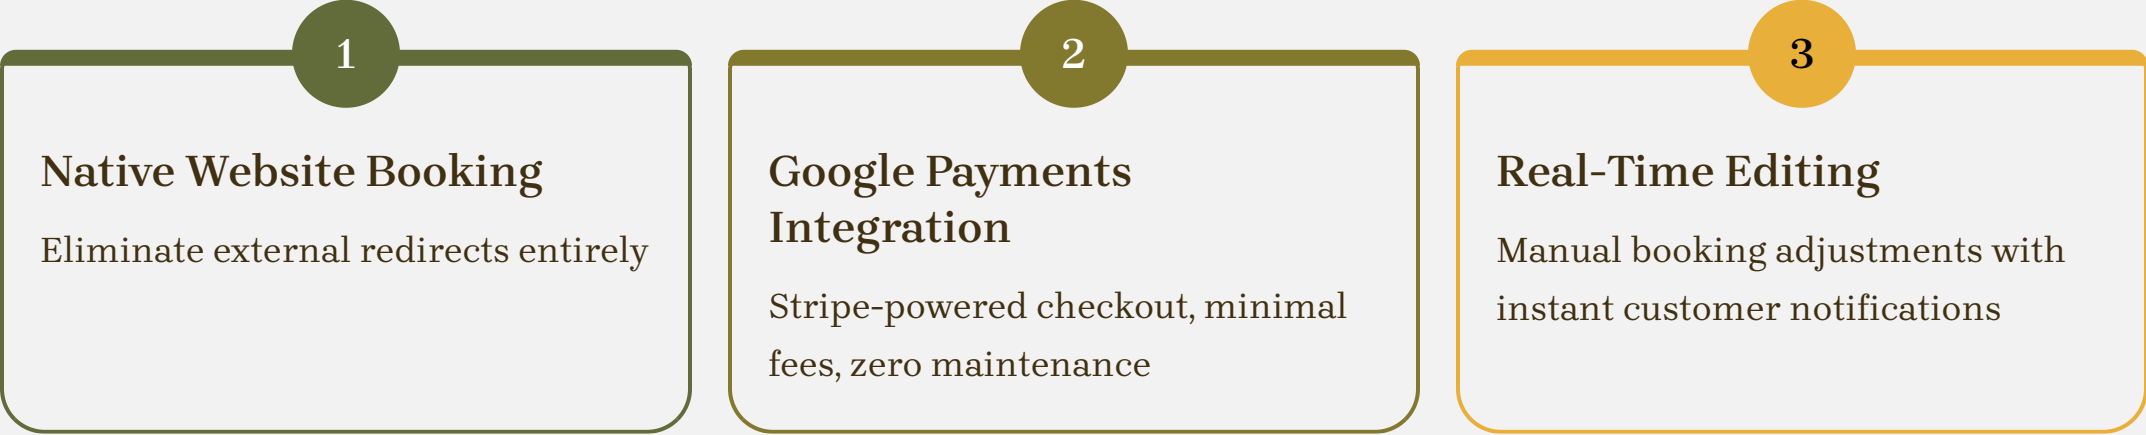 1
Native Website Booking
Eliminate external redirects entirely
2
Google Payments
Integration
Stripe-powered checkout, minimal
fees, zero maintenance
3
Real-Time Editing
Manual booking adjustments with
instant customer notifications